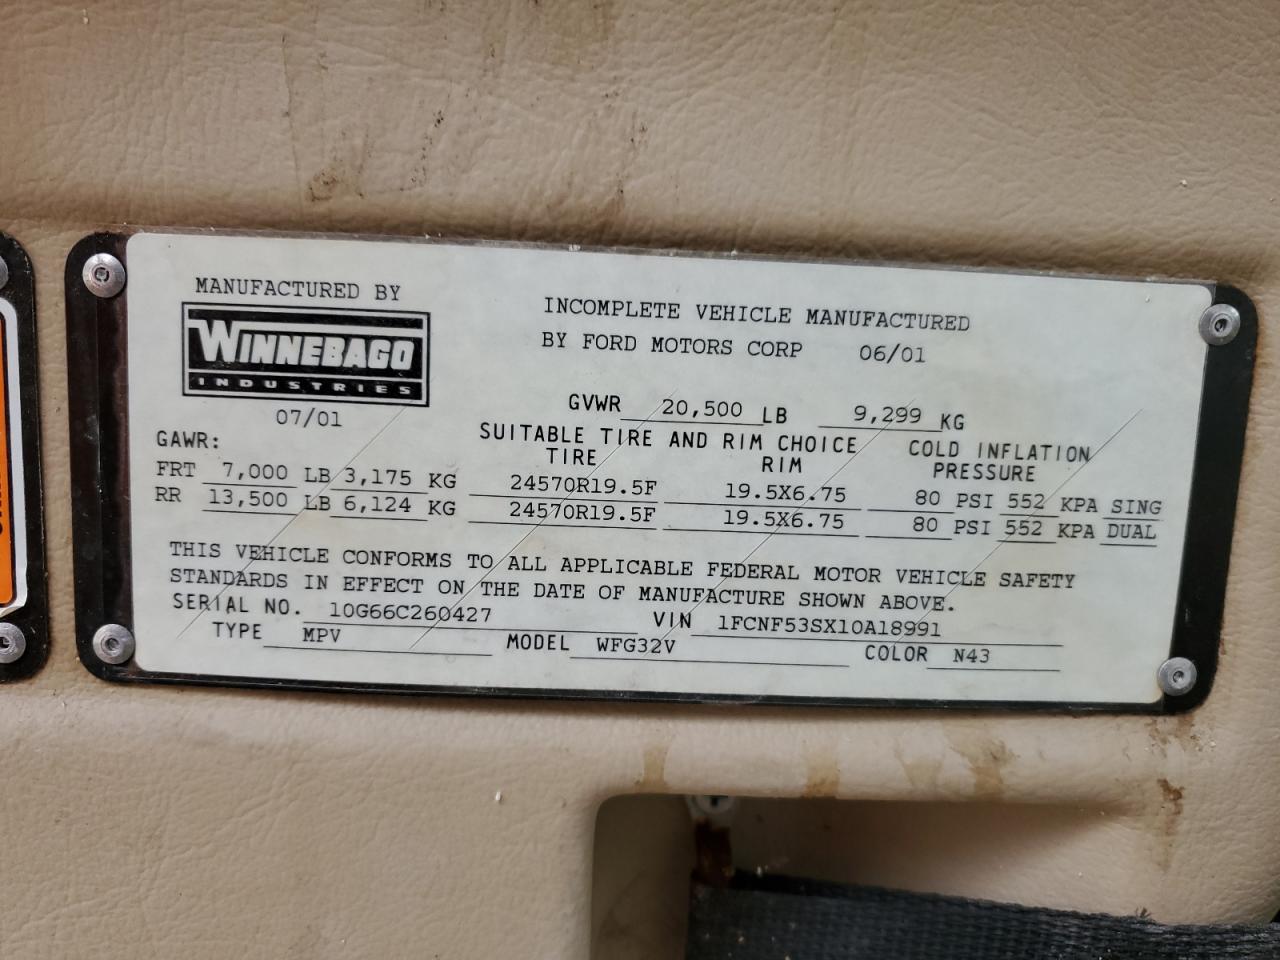 MANUFACTURED BY
WINNEBAGO
INDUSTRIES
07/01
INCOMPLETE VEHICLE MANUFACTURED
BY FORD MOTORS CORP 06/01
GVWR 20,500 LB 9,299 KG
GAWR:
SUITABLE TIRE AND RIM CHOICE
TIRE RIM
COLD INFLATION
PRESSURE
FRT 7,000 LB 3,175 KG 24570R19.5F 19.5X6.75 80 PSI 552 KPA SING
RR 13,500 LB 6,124 KG 24570R19.5F 19.5X6.75 80 PSI 552 KPA DUAL
THIS VEHICLE CONFORMS TO ALL APPLICABLE FEDERAL MOTOR VEHICLE SAFETY
STANDARDS IN EFFECT ON THE DATE OF MANUFACTURE SHOWN ABOVE.
SERIAL NO. 10G66C260427 VIN 1FCNF53SX10A18991
TYPE MPV MODEL WFG32V COLOR N43